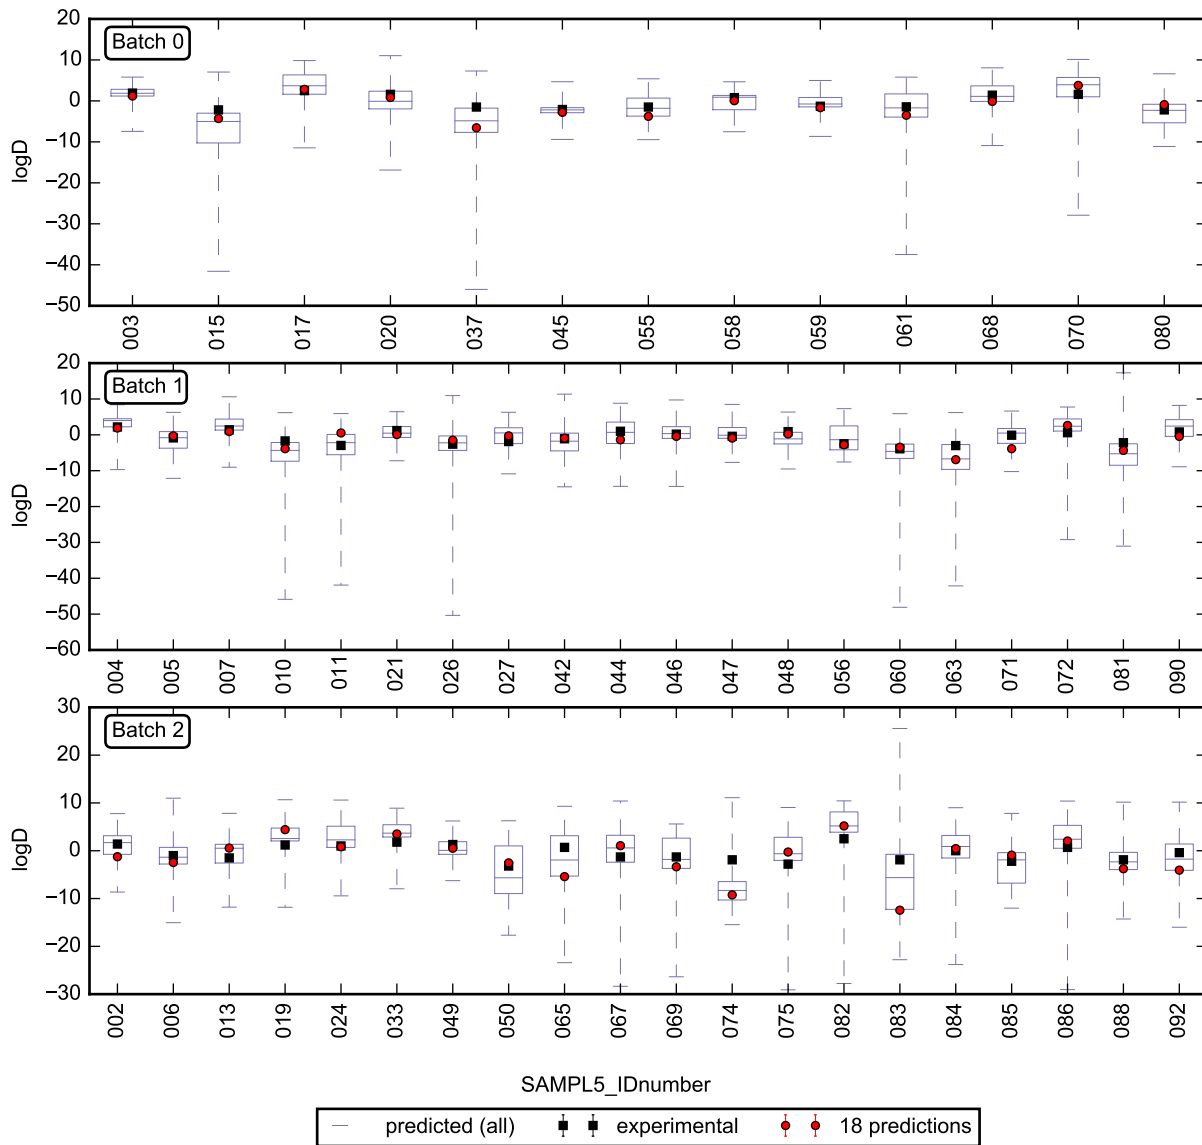 Batch 0
20
10
0
−10
−20
−30
−40
−50
logD
003 015 017 020 037 045 055 058 059 061 068 070 080
Batch 1
20
10
0
−10
−20
−30
−40
−50
−60
logD
004 005 007 010 011 021 026 027 042 044 046 047 048 056 060 063 071 072 081 090
Batch 2
30
20
10
0
−10
−20
−30
logD
002 006 013 019 024 033 049 050 065 067 069 074 075 082 083 084 085 086 088 092
SAMPL5_IDnumber
predicted (all) experimental 18 predictions